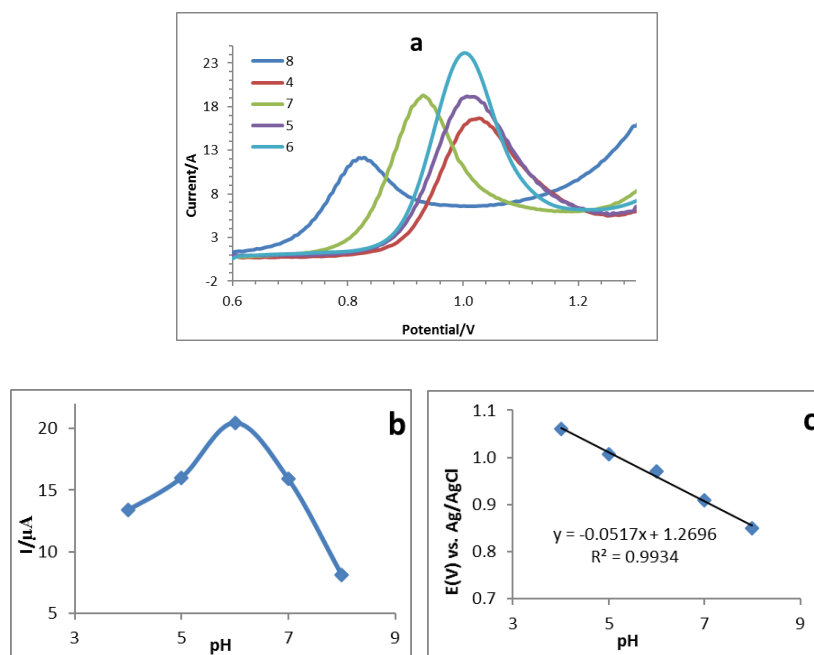 a
8
4
7
5
6
23
18
13
8
3
-2
Current/A
0.6
0.8
1.0
1.2
Potential/V
b
20
15
10
5
I/µA
3
5
7
9
pH
c
1.1
1.0
0.9
0.8
0.7
E(V) vs. Ag/AgCl
y = -0.0517x + 1.2696
R² = 0.9934
3
5
7
9
pH